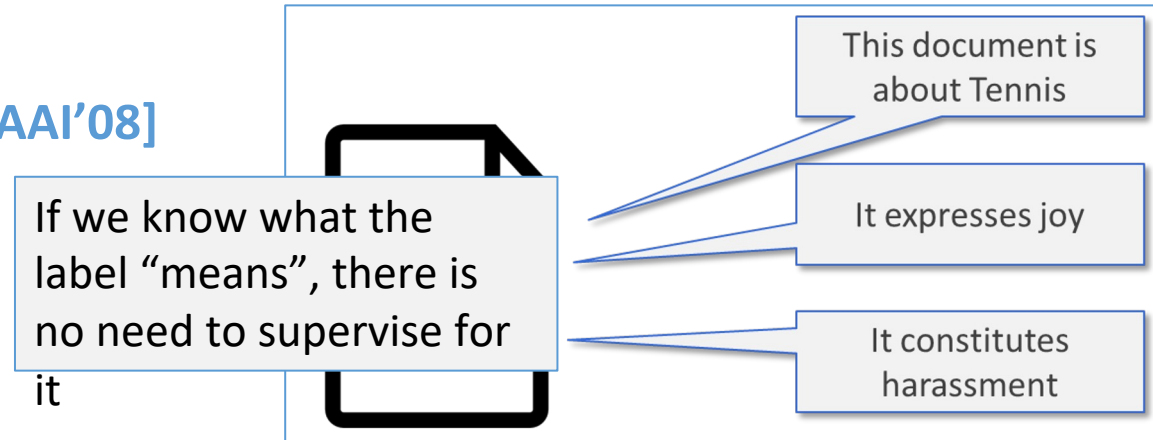 AAI’08]
If we know what the
label “means”, there is
no need to supervise for
it
This document is
about Tennis
It expresses joy
It constitutes
harassment